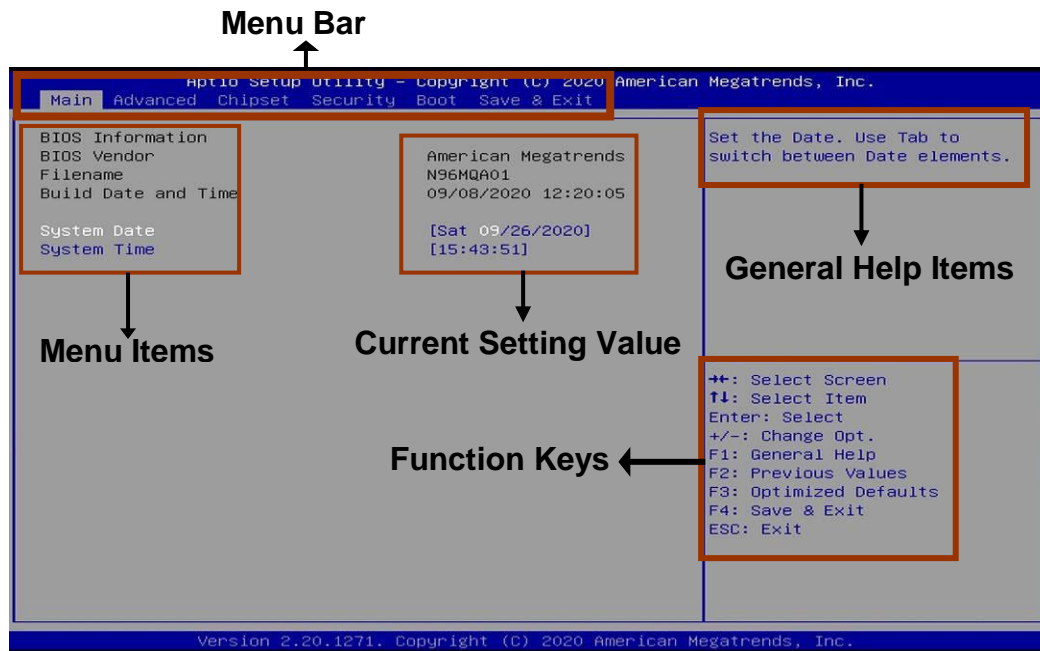 Menu Bar
Aptio Setup Utility – Copyright (C) 2020 American Megatrends, Inc.
Main Advanced Chipset Security Boot Save & Exit
BIOS Information
BIOS Vendor American Megatrends
Filename N96MQA01
Build Date and Time 09/08/2020 12:20:05
System Date [Sat 09/26/2020]
System Time [15:43:51]
Set the Date. Use Tab to
switch between Date elements.
General Help Items
Menu Items
Current Setting Value
→←: Select Screen
↑↓: Select Item
Enter: Select
+/-: Change Opt.
F1: General Help
F2: Previous Values
F3: Optimized Defaults
F4: Save & Exit
ESC: Exit
Function Keys
Version 2.20.1271. Copyright (C) 2020 American Megatrends, Inc.